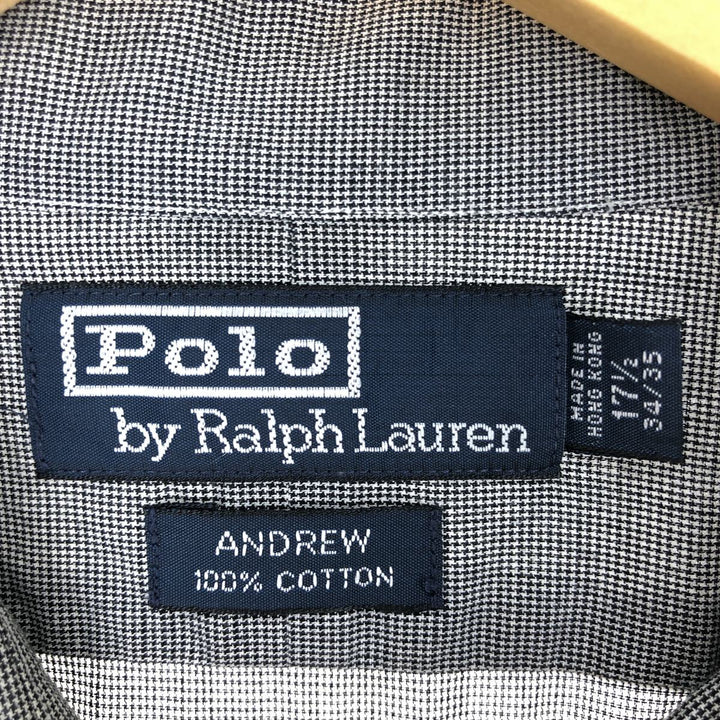 Polo
by Ralph Lauren
MADE IN
HONG KONG
17½
34/35
ANDREW
100% COTTON